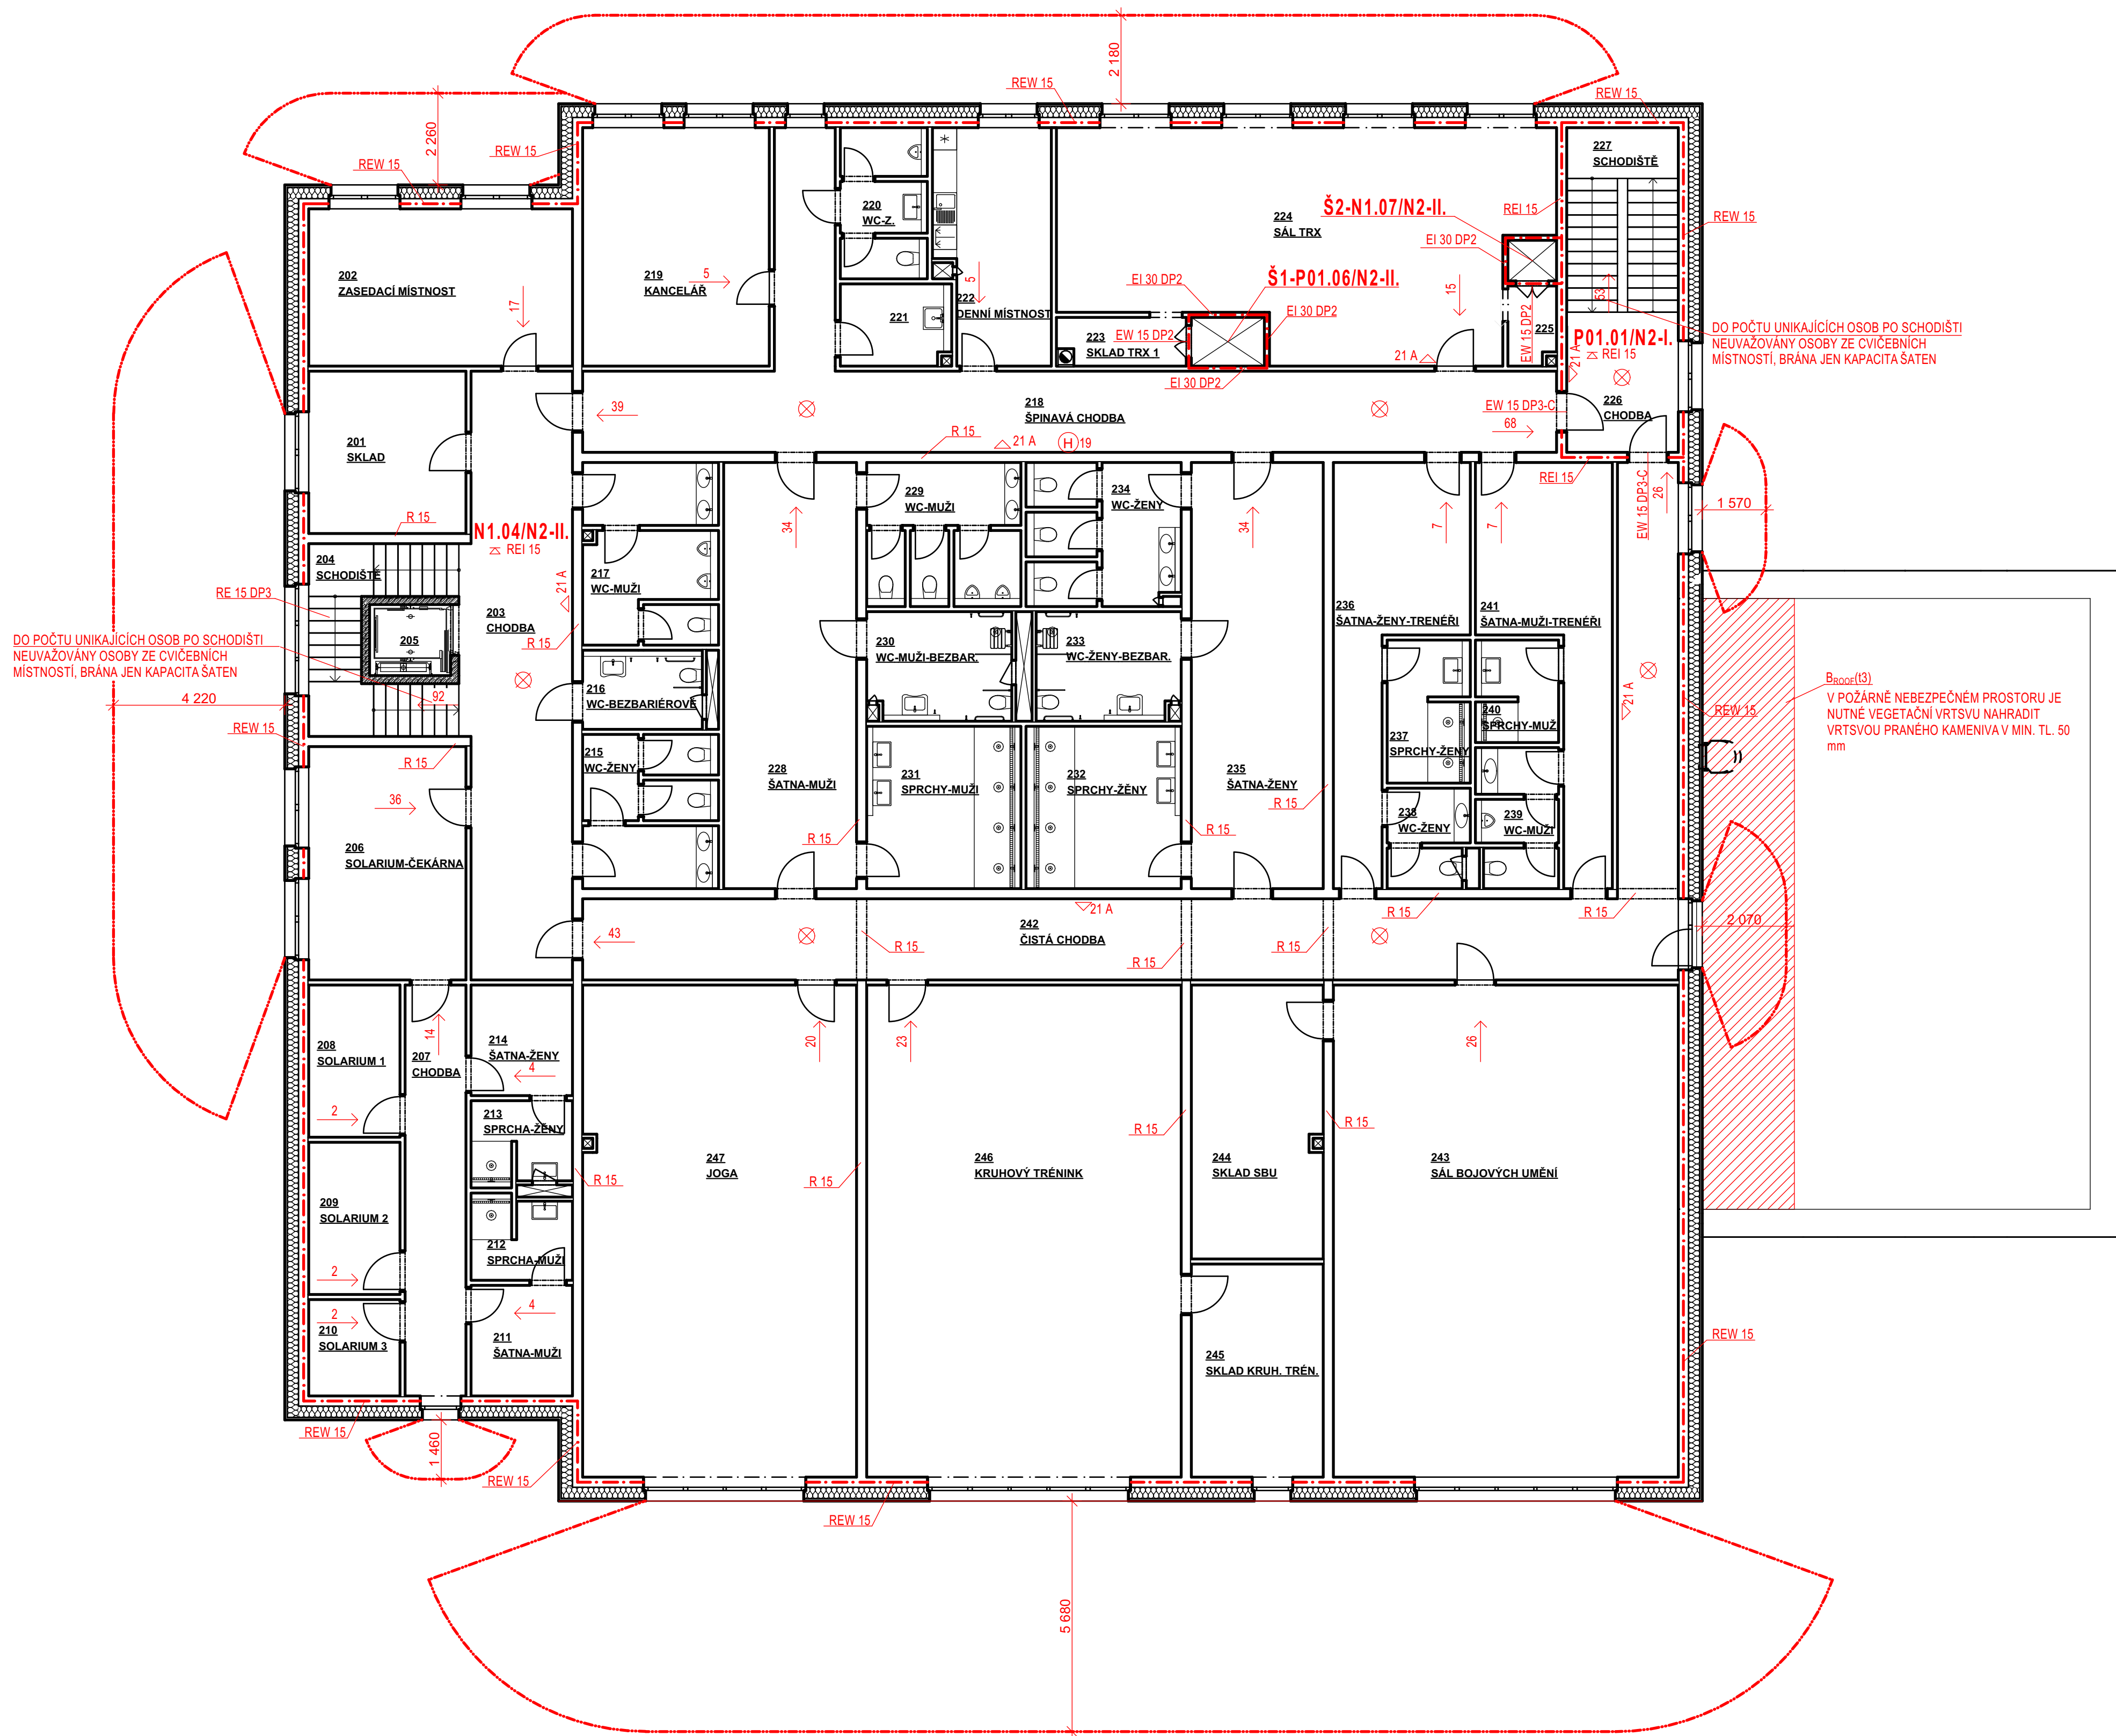 2 180
REW 15
REW 15
2 260
REW 15
REW 15
227
SCHODIŠTĚ
220
WC-Z.
224
SÁL TRX
Š2-N1.07/N2-II.
REI 15
REW 15
EI 30 DP2
202
ZASEDACÍ MÍSTNOST
219
KANCELÁŘ
5
5
EI 30 DP2
Š1-P01.06/N2-II.
15
53
17
221
222
DENNÍ MÍSTNOST
EI 30 DP2
EW 15 DP2
223
SKLAD TRX 1
EW 15 DP2
225
P01.01/N2-I.
REI 15
DO POČTU UNIKAJÍCÍCH OSOB PO SCHODIŠTI
NEUVAŽOVÁNY OSOBY ZE CVIČEBNÍCH
MÍSTNOSTÍ, BRÁNA JEN KAPACITA ŠATEN
21 A
21 A
EI 30 DP2
39
218
ŠPINAVÁ CHODBA
EW 15 DP3-C
68
226
CHODBA
201
SKLAD
R 15
21 A
H 19
REI 15
EW 15 DP3-C
26
229
WC-MUŽI
234
WC-ŽENY
1 570
R 15
N1.04/N2-II.
REI 15
34
34
7
7
204
SCHODIŠTĚ
217
WC-MUŽI
21 A
RE 15 DP3
203
CHODBA
205
236
ŠATNA-ŽENY-TRENÉŘI
241
ŠATNA-MUŽI-TRENÉŘI
DO POČTU UNIKAJÍCÍCH OSOB PO SCHODIŠTI
NEUVAŽOVÁNY OSOBY ZE CVIČEBNÍCH
MÍSTNOSTÍ, BRÁNA JEN KAPACITA ŠATEN
R 15
230
WC-MUŽI-BEZBAR.
233
WC-ŽENY-BEZBAR.
BROOF(t3)
V POŽÁRNĚ NEBEZPEČNÉM PROSTORU JE
NUTNÉ VEGETAČNÍ VRTSVU NAHRADIT
VRTSVOU PRANÉHO KAMENIVA V MIN. TL. 50
mm
4 220
92
216
WC-BEZBARIÉROVÉ
21 A
REW 15
REW 15
240
SPRCHY-MUŽI
237
SPRCHY-ŽENY
R 15
215
WC-ŽENY
228
ŠATNA-MUŽI
231
SPRCHY-MUŽI
232
SPRCHY-ŽENY
235
ŠATNA-ŽENY
R 15
36
238
WC-ŽENY
239
WC-MUŽI
R 15
R 15
206
SOLARIUM-ČEKÁRNA
21 A
R 15
R 15
43
242
ČISTÁ CHODBA
2 070
R 15
R 15
R 15
14
20
23
26
208
SOLARIUM 1
207
CHODBA
214
ŠATNA-ŽENY
4
2
213
SPRCHA-ŽENY
R 15
R 15
247
JOGA
246
KRUHOVÝ TRÉNINK
244
SKLAD SBU
243
SÁL BOJOVÝCH UMĚNÍ
R 15
R 15
209
SOLARIUM 2
212
SPRCHA-MUŽI
2
4
2
210
SOLARIUM 3
211
ŠATNA-MUŽI
245
SKLAD KRUH. TRÉN.
REW 15
REW 15
1 460
REW 15
REW 15
5 680